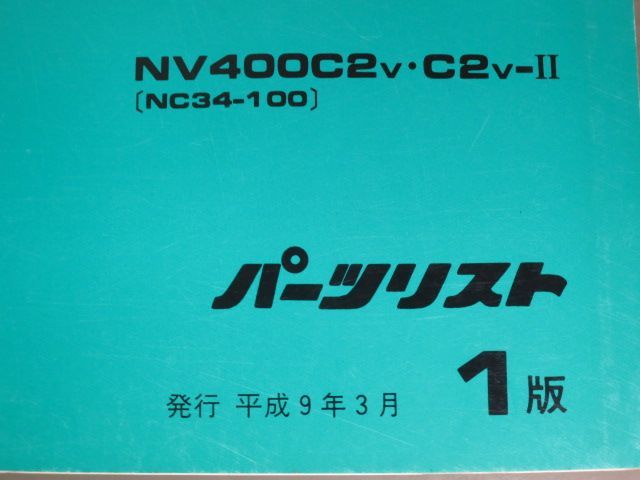 NV400C2V・C2V-II
〔NC34-100〕
パーツリスト
1版
発行 平成9年3月